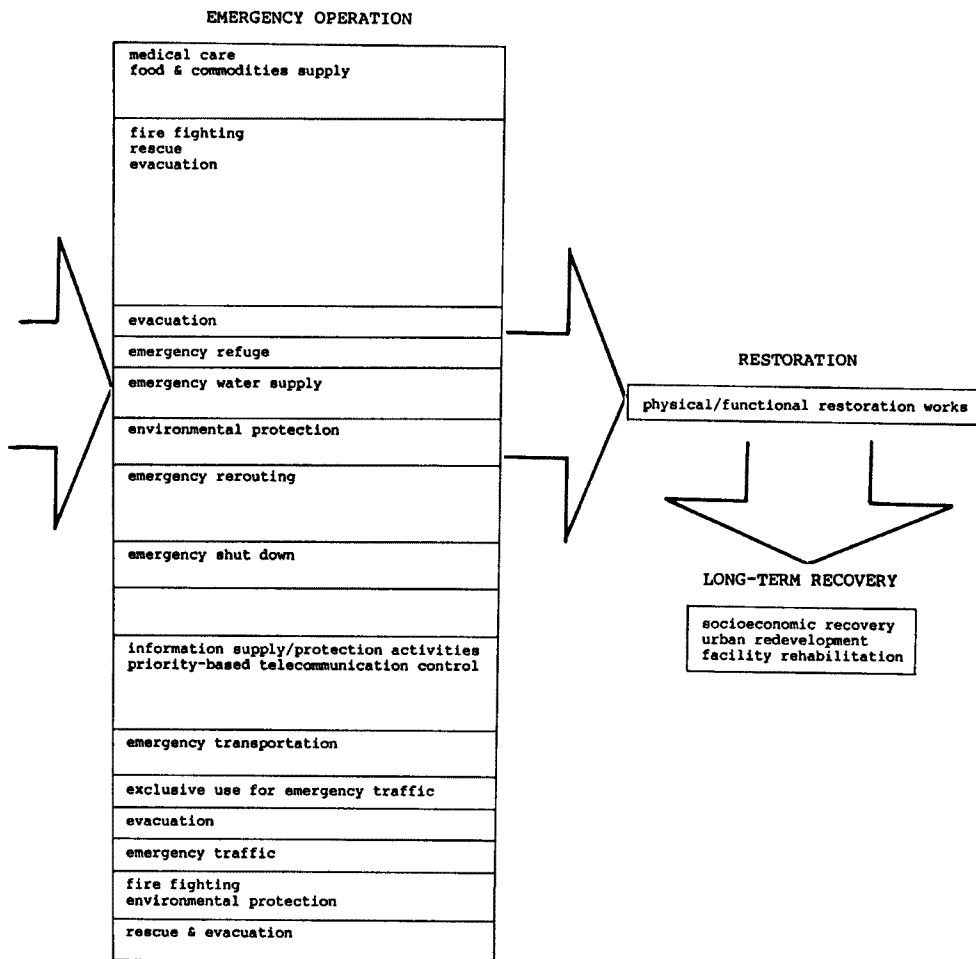 EMERGENCY OPERATION
medical care
food & commodities supply
fire fighting
rescue
evacuation
evacuation
emergency refuge
emergency water supply
environmental protection
emergency rerouting
emergency shut down
information supply/protection activities
priority-based telecommunication control
emergency transportation
exclusive use for emergency traffic
evacuation
emergency traffic
fire fighting
environmental protection
rescue & evacuation
RESTORATION
physical/functional restoration works
LONG-TERM RECOVERY
socioeconomic recovery
urban redevelopment
facility rehabilitation